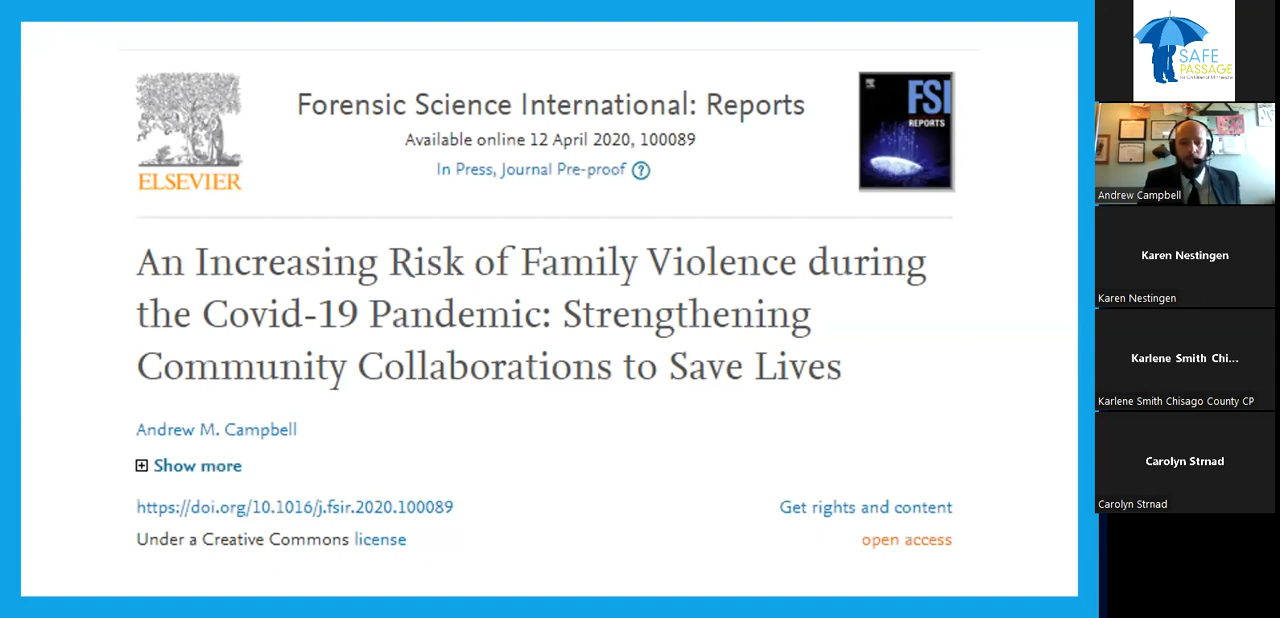 Forensic Science International: Reports
Available online 12 April 2020, 100089
In Press, Journal Pre-proof ?
ELSEVIER
FSI
REPORTS
An Increasing Risk of Family Violence during
the Covid-19 Pandemic: Strengthening
Community Collaborations to Save Lives
Andrew M. Campbell
Show more
https://doi.org/10.1016/j.fsir.2020.100089
Get rights and content
Under a Creative Commons license
open access
SAFE
PASSAGE
for Children of Minnesota
Andrew Campbell
Karen Nestingen
Karen Nestingen
Karlene Smith Chi...
Karlene Smith Chisago County CP
Carolyn Strnad
Carolyn Strnad